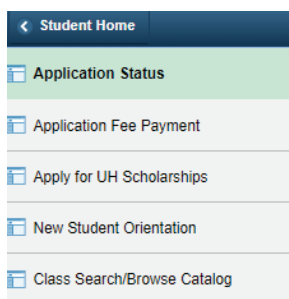 Student Home
Application Status
Application Fee Payment
Apply for UH Scholarships
New Student Orientation
Class Search/Browse Catalog